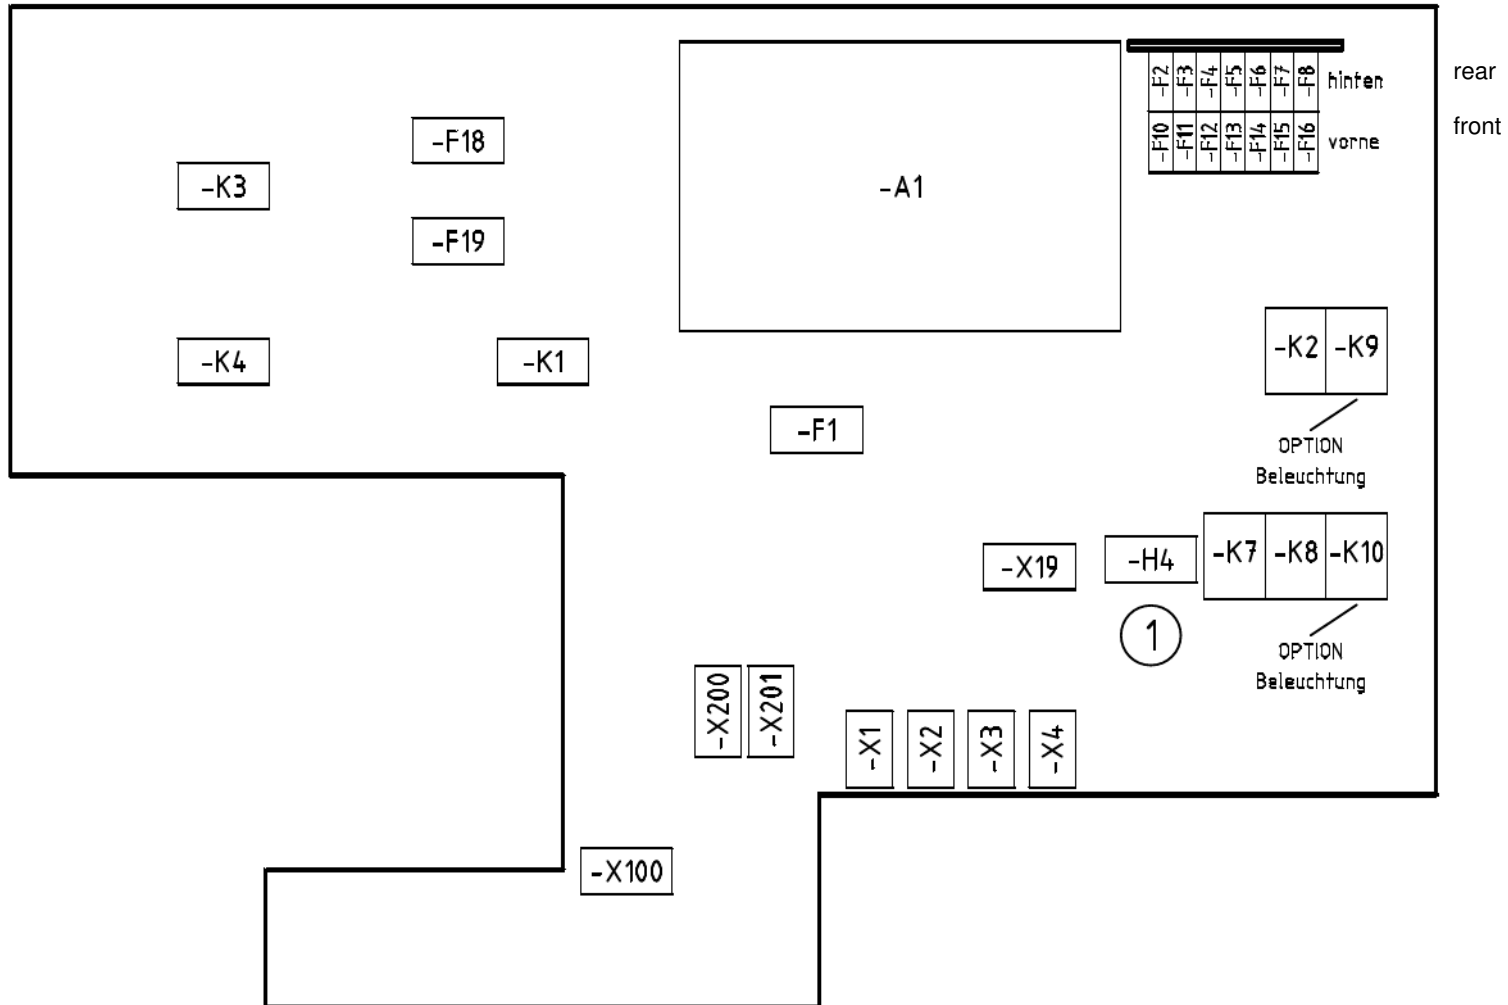 -F2 -F3 -F4 -F5 -F6 -F7 -F8 hinten rear
-F10 -F11 -F12 -F13 -F14 -F15 -F16 vorne front
-F18
-K3
-A1
-F19
-K4
-K1
-K2 -K9
-F1
OPTION
Beleuchtung
-X19
-H4
-K7 -K8 -K10
1
OPTION
Beleuchtung
-X200 -X201
-X1 -X2 -X3 -X4
-X100